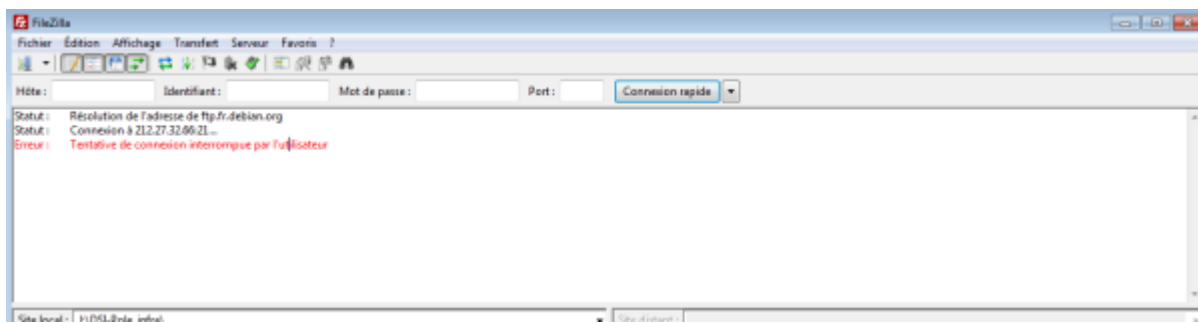 FileZilla
Fichier Édition Affichage Transfert Serveur Favoris ?
Hôte : Identifiant : Mot de passe : Port : Connexion rapide
Statut : Résolution de l'adresse de ftp.fr.debian.org
Statut : Connexion à 212.27.32.66:21...
Erreur : Tentative de connexion interrompue par l'utilisateur
Site local : Site distant :